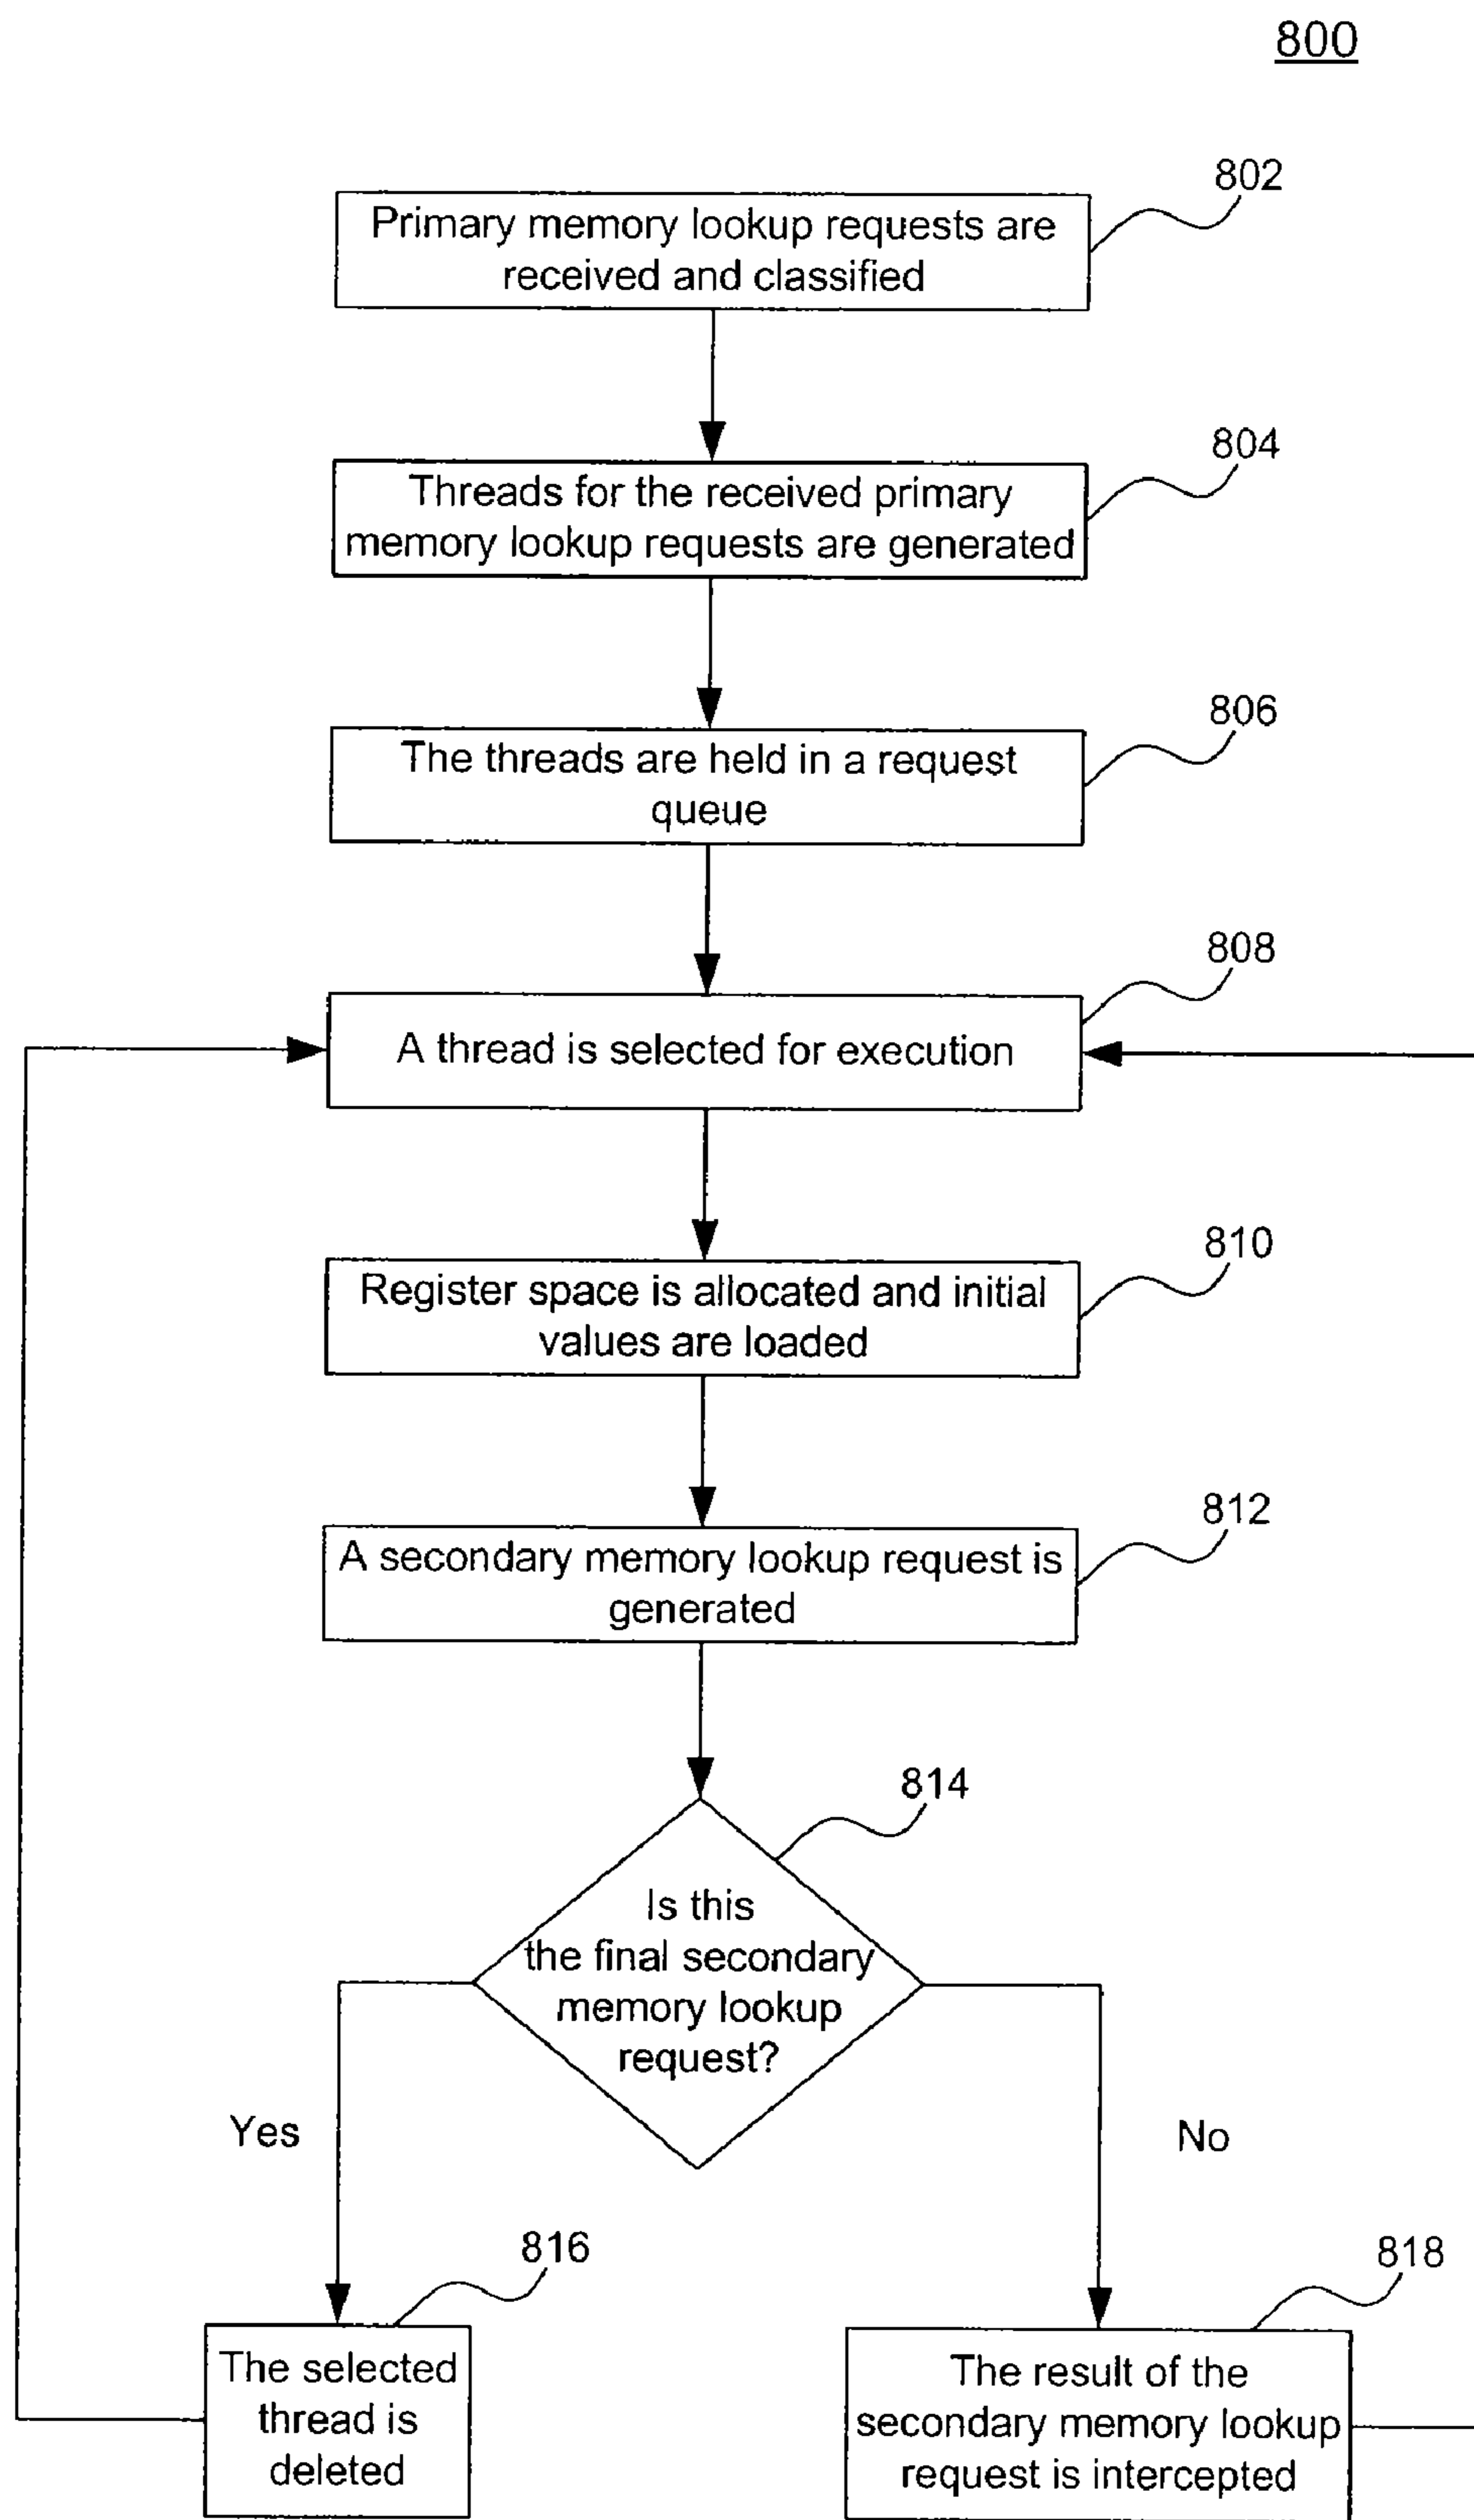 800
802
Primary memory lookup requests are
received and classified
804
Threads for the received primary
memory lookup requests are generated
806
The threads are held in a request
queue
808
A thread is selected for execution
810
Register space is allocated and initial
values are loaded
812
A secondary memory lookup request is
generated
814
Is this
the final secondary
memory lookup
request?
Yes
No
816
818
The selected
thread is
deleted
The result of the
secondary memory lookup
request is intercepted